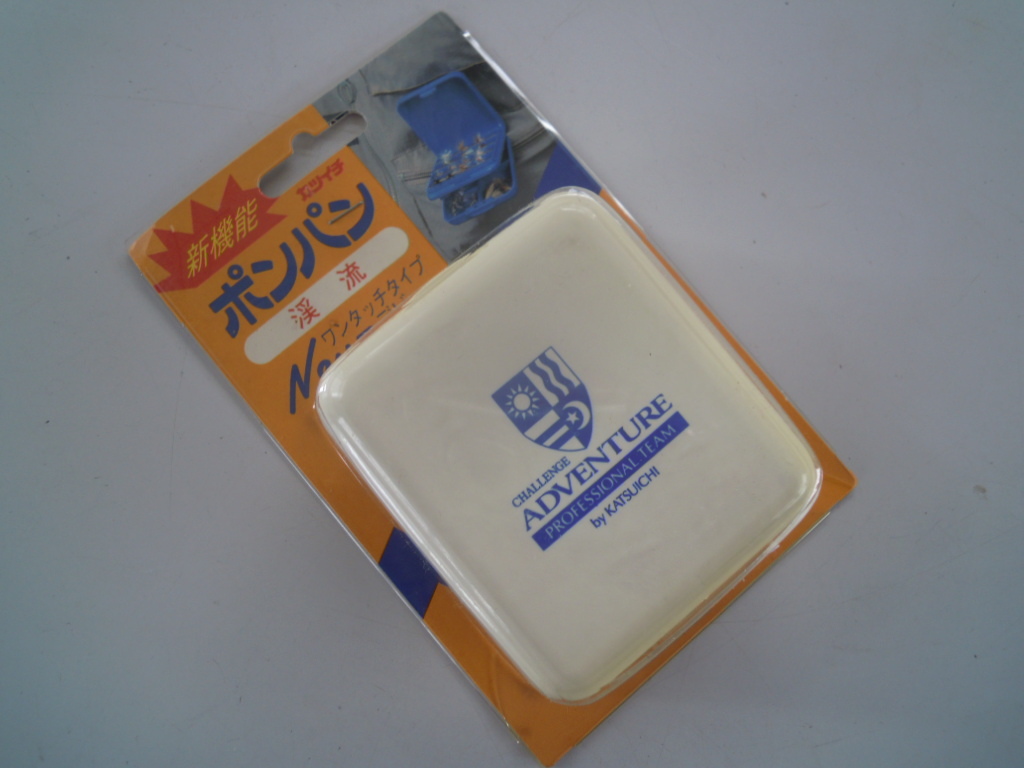 新機能
カツイチ
ポンパン
渓流
ワンタッチタイプ
CHALLENGE
ADVENTURE
PROFESSIONAL TEAM
by KATSUICHI